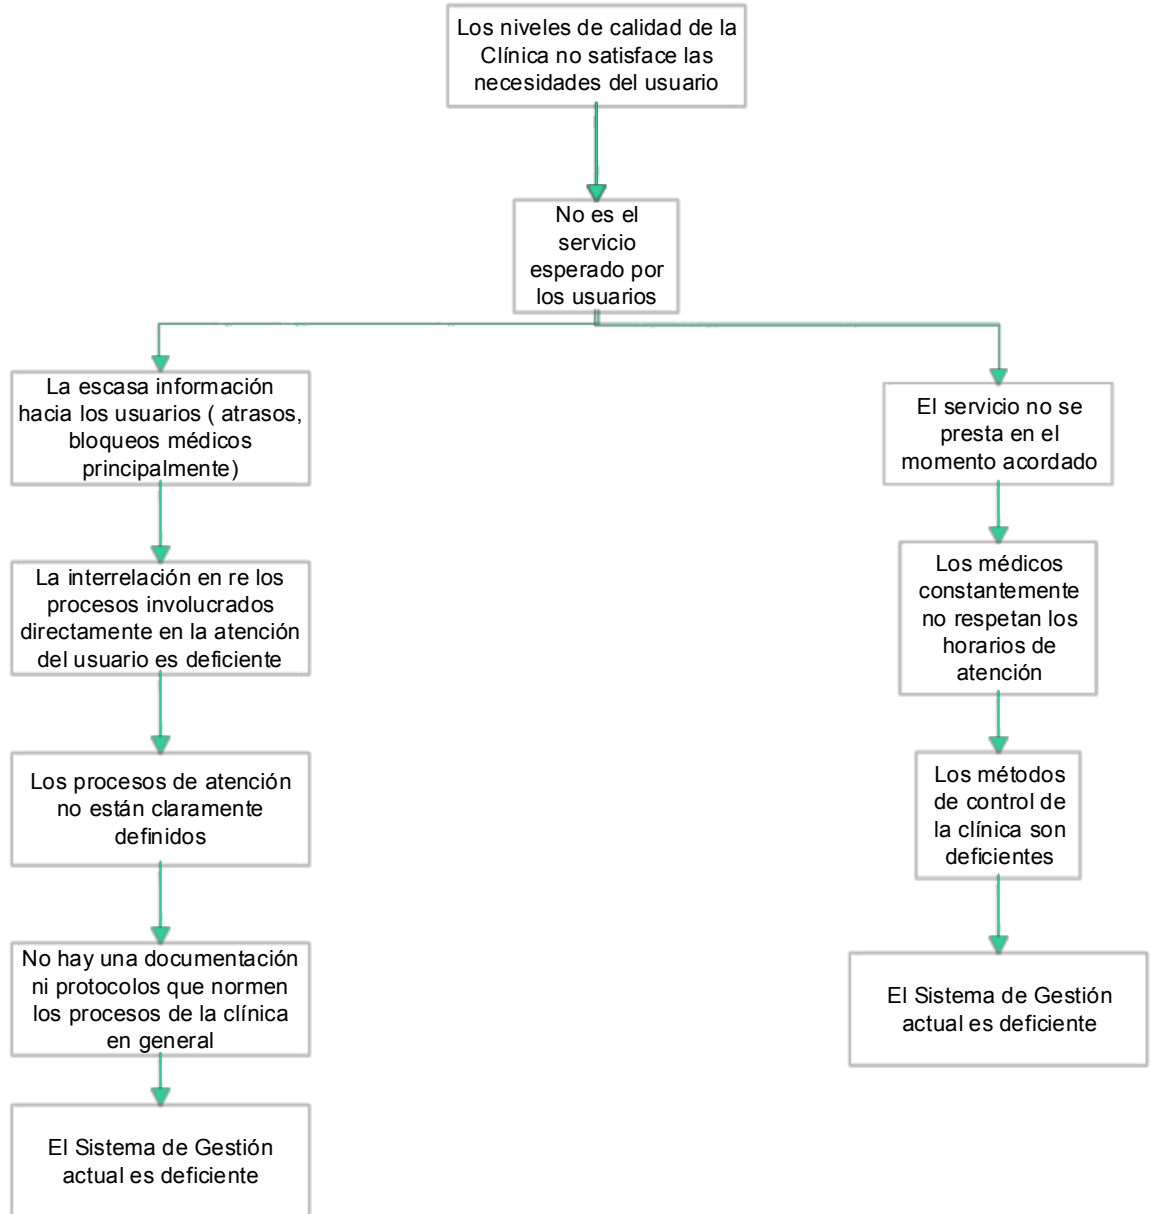 Los niveles de calidad de la
Clínica no satisface las
necesidades del usuario
No es el
servicio
esperado por
los usuarios
La escasa información
hacia los usuarios ( atrasos,
bloqueos médicos
principalmente)
La interrelación en re los
procesos involucrados
directamente en la atención
del usuario es deficiente
Los procesos de atención
no están claramente
definidos
No hay una documentación
ni protocolos que normen
los procesos de la clínica
en general
El Sistema de Gestión
actual es deficiente
El servicio no se
presta en el
momento acordado
Los médicos
constantemente
no respetan los
horarios de
atención
Los métodos
de control de
la clínica son
deficientes
El Sistema de Gestión
actual es deficiente